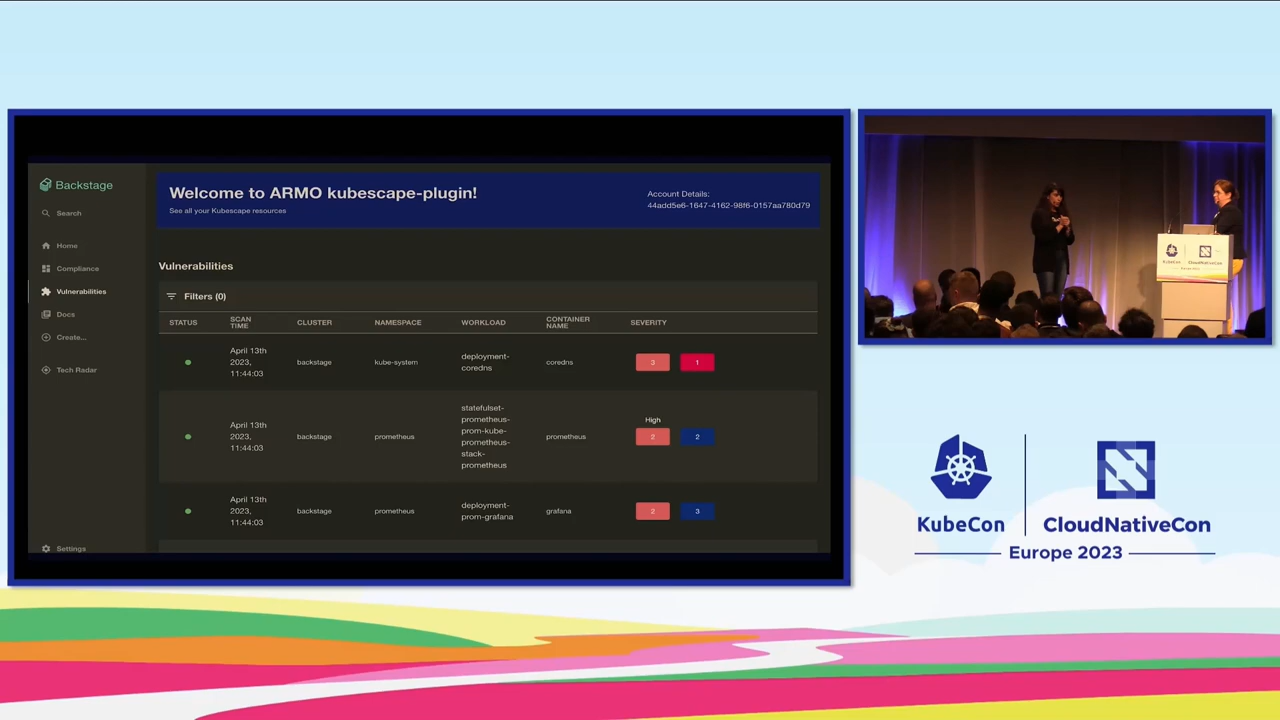 Backstage
Search
Home
Compliance
Vulnerabilities
Docs
Create...
Tech Radar
Settings
Welcome to ARMO kubescape-plugin!
See all your Kubescape resources
Account Details:
44add5e6-1647-4162-98f6-0157aa780d79
Vulnerabilities
Filters (0)
STATUS SCAN TIME CLUSTER NAMESPACE WORKLOAD CONTAINER NAME SEVERITY
April 13th
2023,
11:44:03
backstage
kube-system
deployment-
coredns
coredns
3 1
April 13th
2023,
11:44:03
backstage
prometheus
statefulset-
prometheus-
prom-kube-
prometheus-
stack-
prometheus
prometheus
High
2 2
April 13th
2023,
11:44:03
backstage
prometheus
deployment-
prom-grafana
grafana
2 3
KubeCon
CloudNativeCon
KubeCon CloudNativeCon
Europe 2023